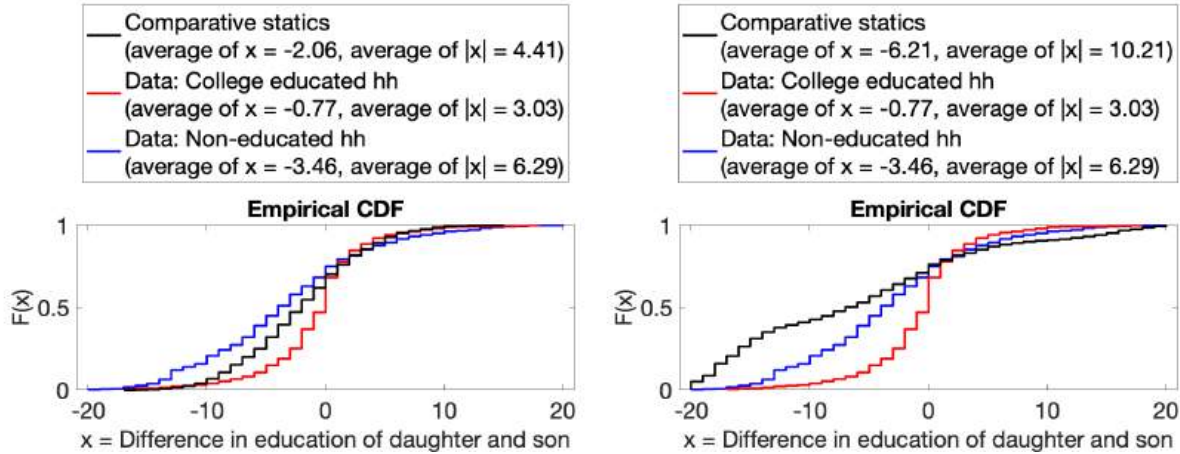 Comparative statics
(average of x = -2.06, average of |x| = 4.41)
Data: College educated hh
(average of x = -0.77, average of |x| = 3.03)
Data: Non-educated hh
(average of x = -3.46, average of |x| = 6.29)
Empirical CDF
1
0.5
0
F(x)
-20 -10 0 10 20
x = Difference in education of daughter and son
Comparative statics
(average of x = -6.21, average of |x| = 10.21)
Data: College educated hh
(average of x = -0.77, average of |x| = 3.03)
Data: Non-educated hh
(average of x = -3.46, average of |x| = 6.29)
Empirical CDF
1
0.5
0
F(x)
-20 -10 0 10 20
x = Difference in education of daughter and son